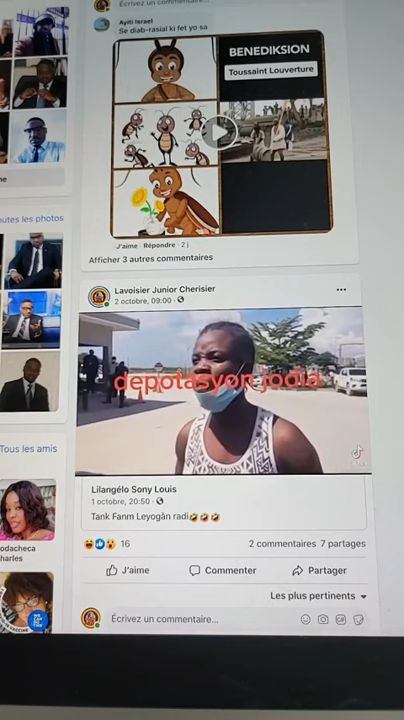 Écrivez un commentaire...
Ayiti Israel
Se diab-rasial ki fet yo sa
BENEDIKSION
Toussaint Louverture
J'aime · Répondre · 2 j
Afficher 3 autres commentaires
outes les photos
Lavoisier Junior Cherisier
2 octobre, 09:00
depotasyon jodia
Lilangélo Sony Louis
1 octobre, 20:50
Tank Fanm Leyogàn radi🤣🤣🤣
Tous les amis
odacheca
harles
16
2 commentaires 7 partages
J'aime
Commenter
Partager
Les plus pertinents
Écrivez un commentaire...
GIF